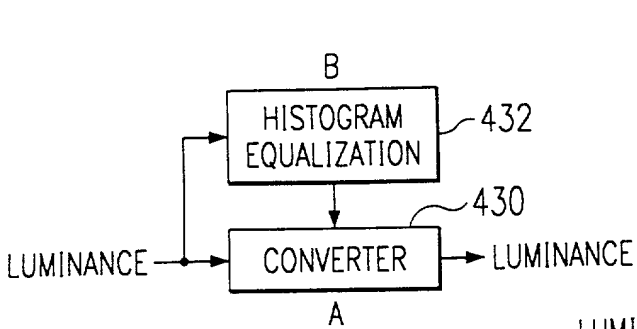 B
HISTOGRAM
EQUALIZATION
432
430
LUMINANCE
CONVERTER
LUMINANCE
A